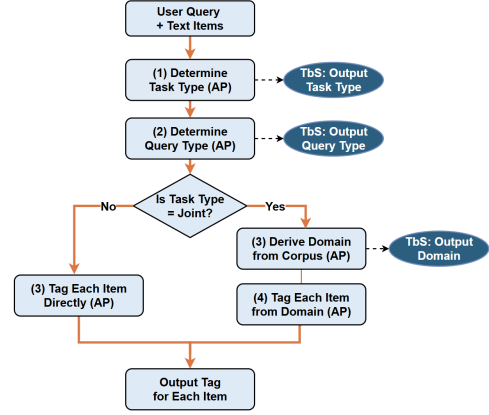 User Query
+ Text Items
(1) Determine
Task Type (AP)
TbS: Output
Task Type
(2) Determine
Query Type (AP)
TbS: Output
Query Type
Is Task Type
= Joint?
No
Yes
(3) Derive Domain
from Corpus (AP)
TbS: Output
Domain
(3) Tag Each Item
Directly (AP)
(4) Tag Each Item
from Domain (AP)
Output Tag
for Each Item